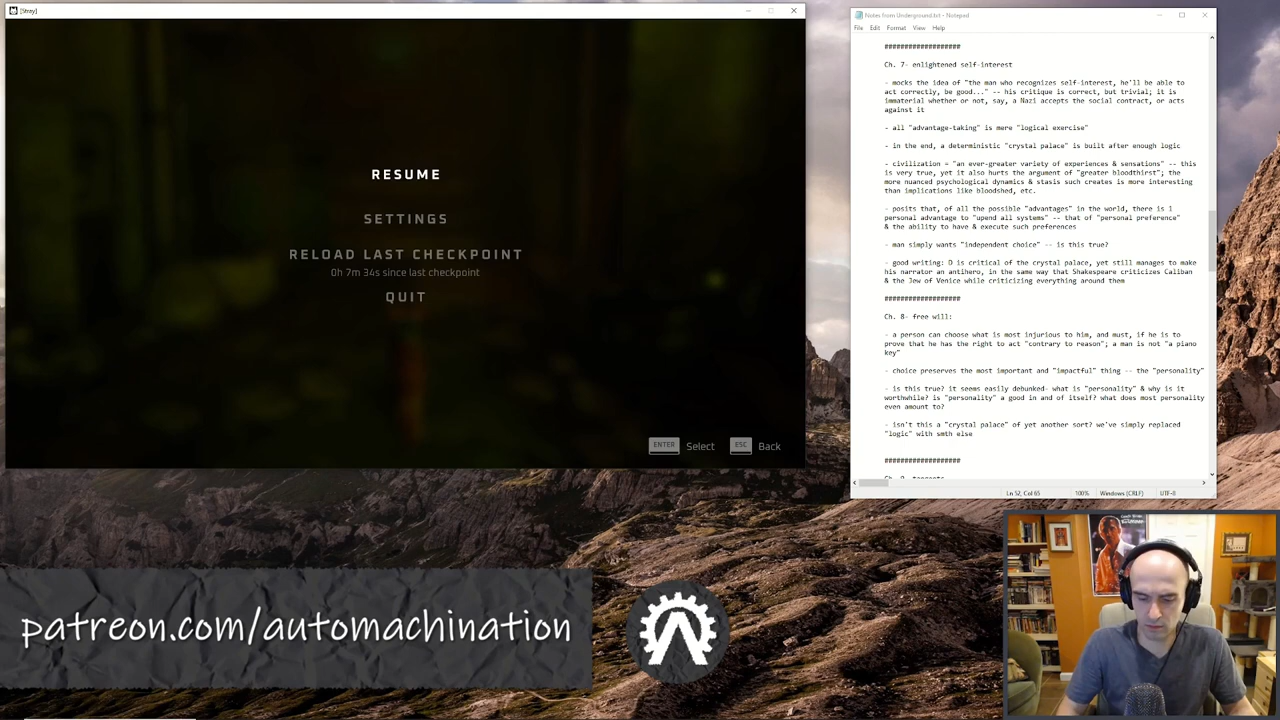 [Stray]
RESUME
SETTINGS
RELOAD LAST CHECKPOINT
0h 7m 34s since last checkpoint
QUIT
ENTER Select ESC Back
Notes from Underground.txt - Notepad
File Edit Format View Help
###################
Ch. 7- enlightened self-interest
- mocks the idea of "the man who recognizes self-interest, he'll be able to
act correctly, be good..." -- his critique is correct, but trivial; it is
immaterial whether or not, say, a Nazi accepts the social contract, or acts
against it
- all "advantage-taking" is mere "logical exercise"
- in the end, a deterministic "crystal palace" is built after enough logic
- civilization = "an ever-greater variety of experiences & sensations" -- this
is very true, yet it also hurts the argument of "greater bloodthirst"; the
more nuanced psychological dynamics & stasis such creates is more interesting
than implications like bloodshed, etc.
- posits that, of all the possible "advantages" in the world, there is 1
personal advantage to "upend all systems" -- that of "personal preference"
& the ability to have & execute such preferences
- man simply wants "independent choice" -- is this true?
- good writing: D is critical of the crystal palace, yet still manages to make
his narrator an antihero, in the same way that Shakespeare criticizes Caliban
& the Jew of Venice while criticizing everything around them
###################
Ch. 8- free will:
- a person can choose what is most injurious to him, and must, if he is to
prove that he has the right to act "contrary to reason"; a man is not "a piano
key"
- choice preserves the most important and "impactful" thing -- the "personality"
- is this true? it seems easily debunked- what is "personality" & why is it
worthwhile? is "personality" a good in and of itself? what does most personality
even amount to?
- isn't this a "crystal palace" of yet another sort? we've simply replaced
"logic" with smth else
###################
Ch. 9- tangents
Ln 52, Col 65 100% Windows (CRLF) UTF-8
patreon.com/automachination